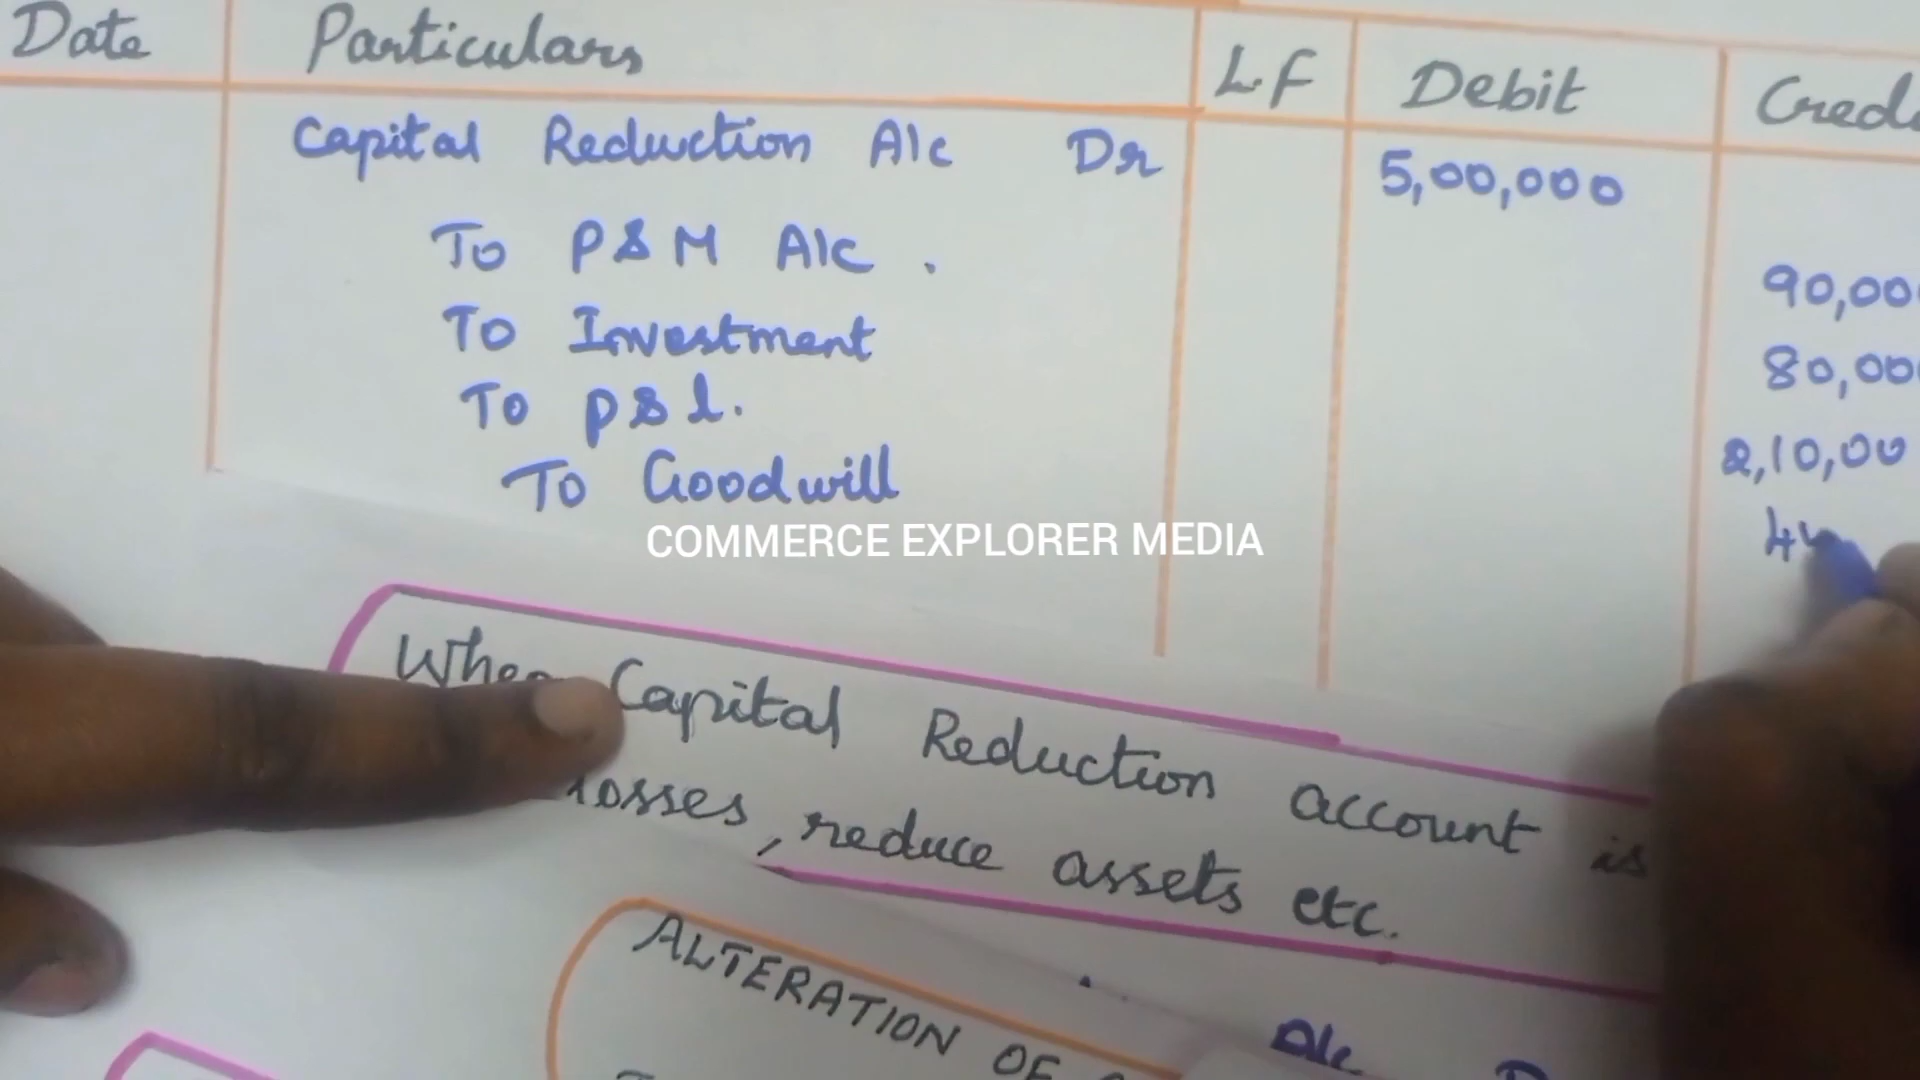 Date Particulars L.F Debit
Capital Reduction A/c Dr 5,00,000
To P&M A/c . 90,00
To Investment 80,00
To P&L. 2,10,00
To Goodwill
COMMERCE EXPLORER MEDIA
Capital Reduction account is
losses, reduce assets etc.
ALTERATION OF
A/c